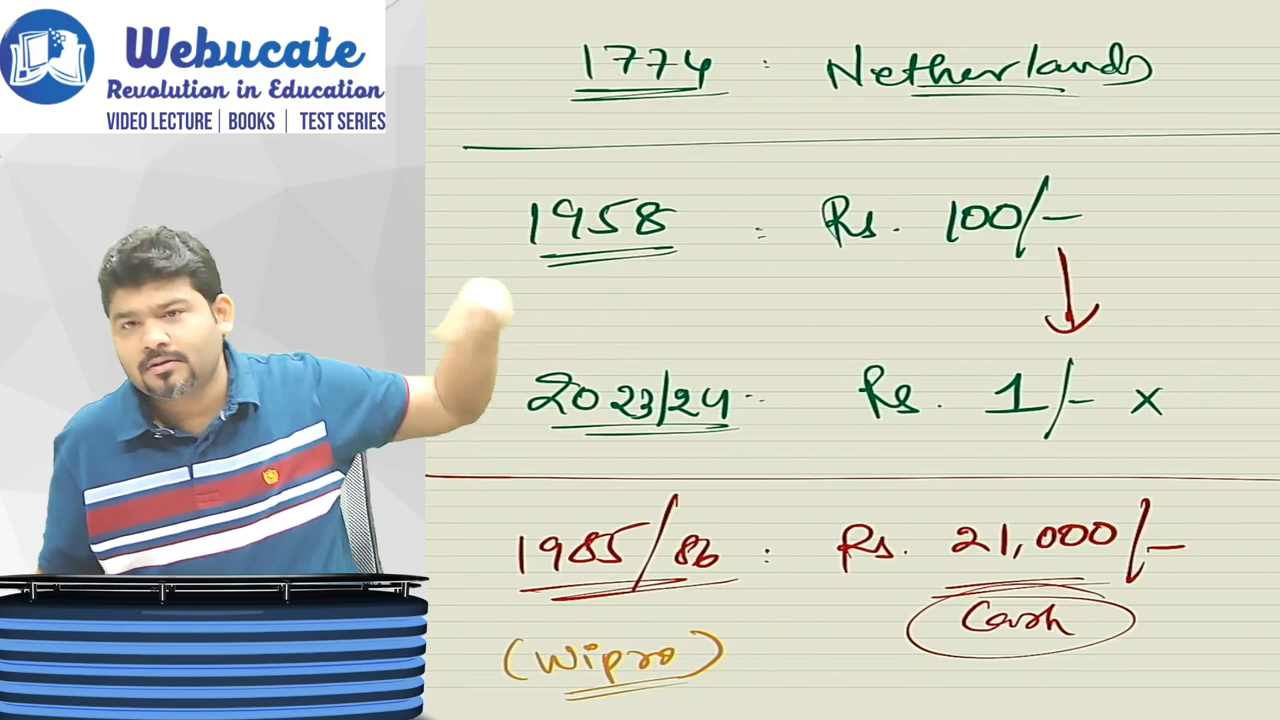 Webucate
Revolution in Education
VIDEO LECTURE | BOOKS | TEST SERIES
1774 : Netherlands
1958 : Rs. 100/-
2023/24 : Rs. 1/- x
1985/86 : Rs. 21,000/-
Cash
(Wipro)